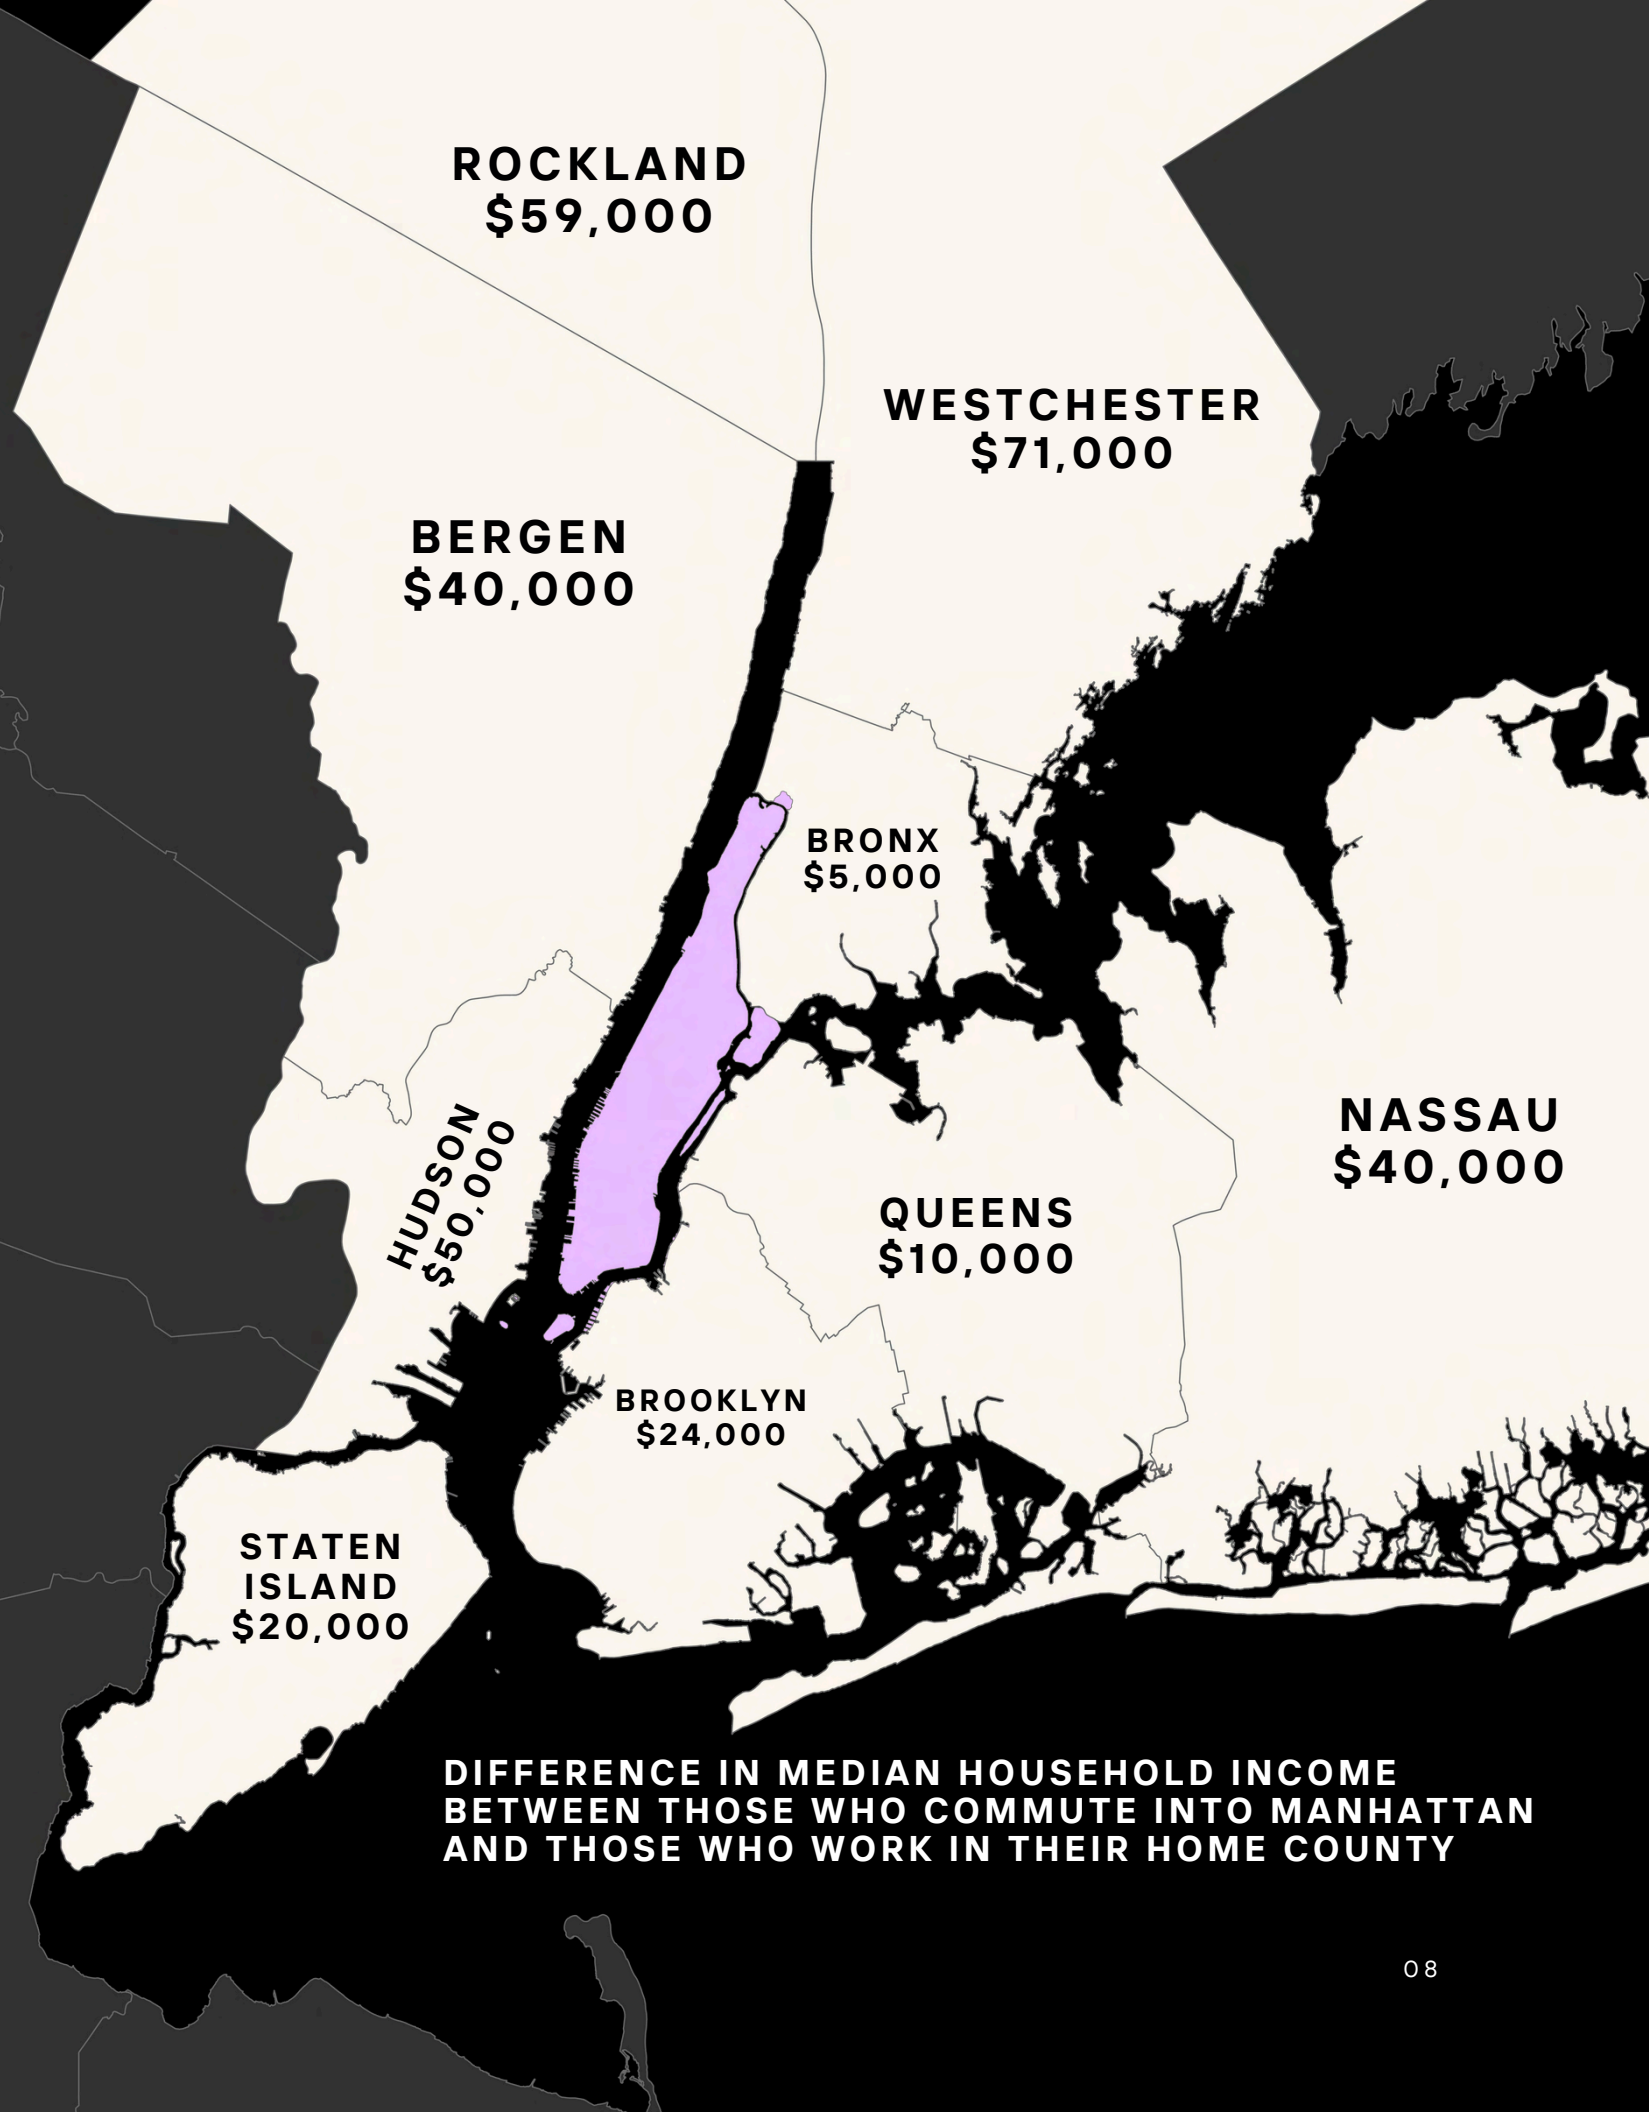 ROCKLAND
$59,000
WESTCHESTER
$71,000
BERGEN
$40,000
BRONX
$5,000
HUDSON
$50,000
NASSAU
$40,000
QUEENS
$10,000
BROOKLYN
$24,000
STATEN
ISLAND
$20,000
DIFFERENCE IN MEDIAN HOUSEHOLD INCOME
BETWEEN THOSE WHO COMMUTE INTO MANHATTAN
AND THOSE WHO WORK IN THEIR HOME COUNTY
08